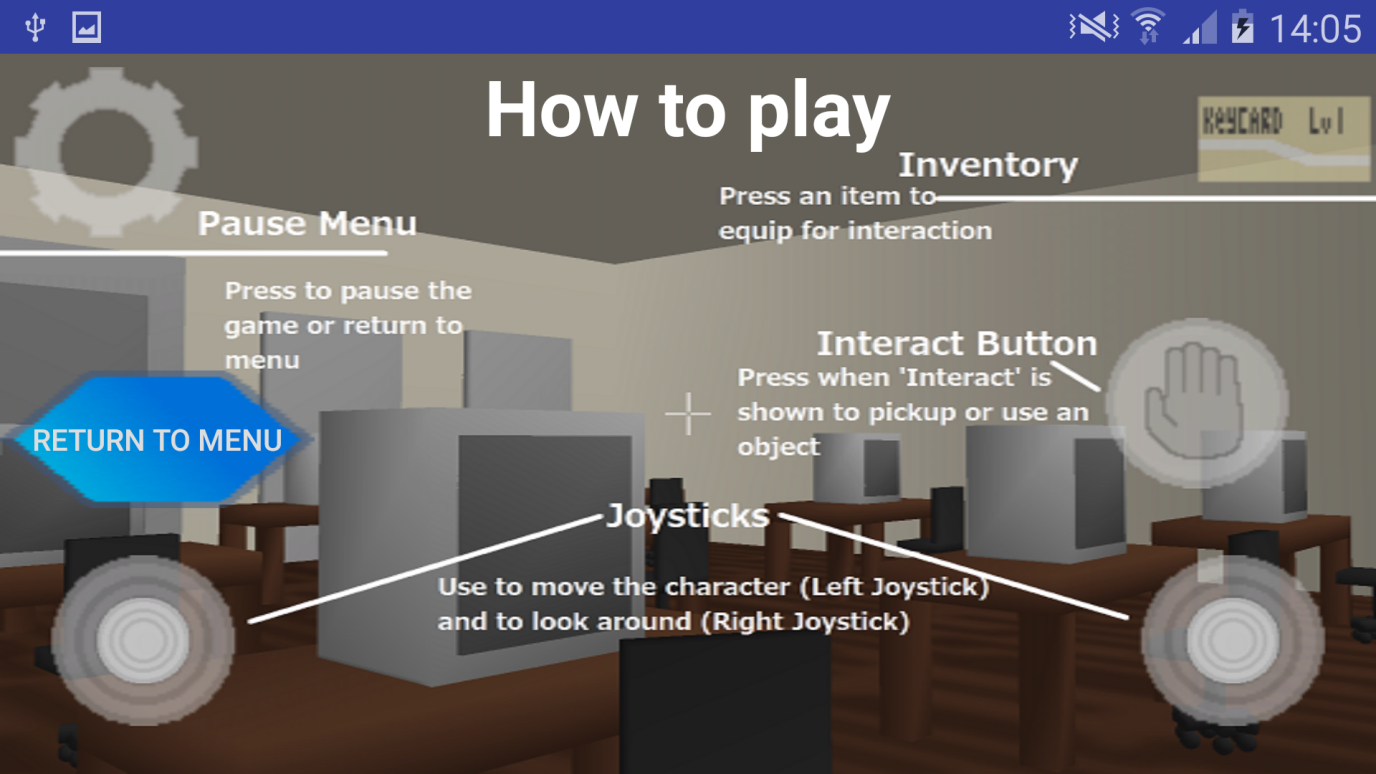 14:05
How to play
KEYCARD Lvl
Inventory
Press an item to
equip for interaction
Pause Menu
Press to pause the
game or return to
menu
Interact Button
Press when 'Interact' is
shown to pickup or use an
object
RETURN TO MENU
Joysticks
Use to move the character (Left Joystick)
and to look around (Right Joystick)